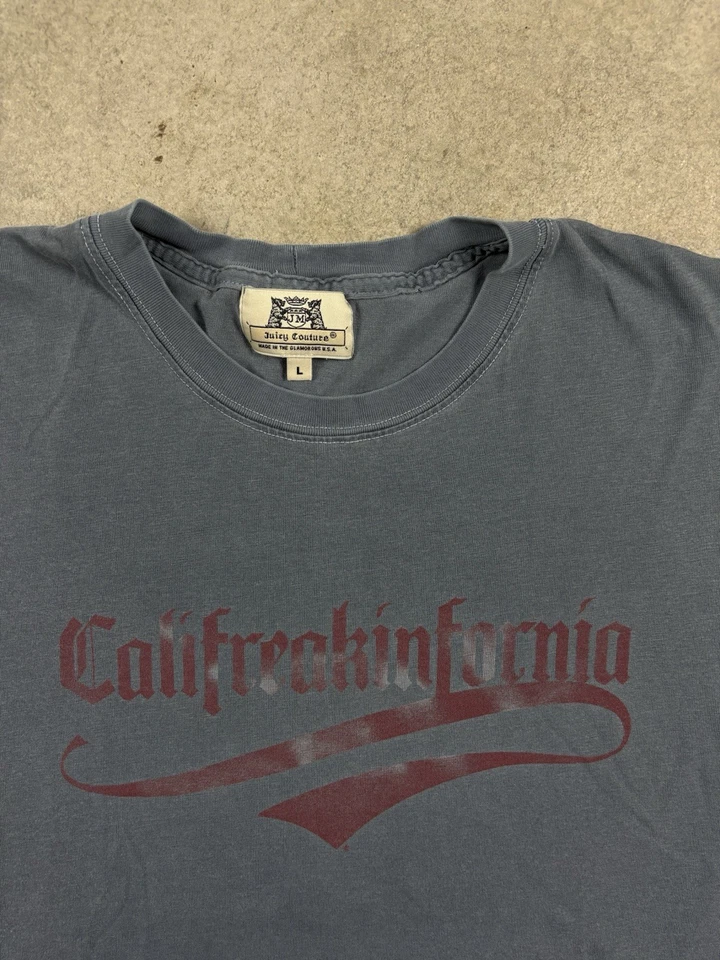 JM
Juicy Couture®
MADE IN THE GLAMOROUS U.S.A.
L
Califreakinfornia